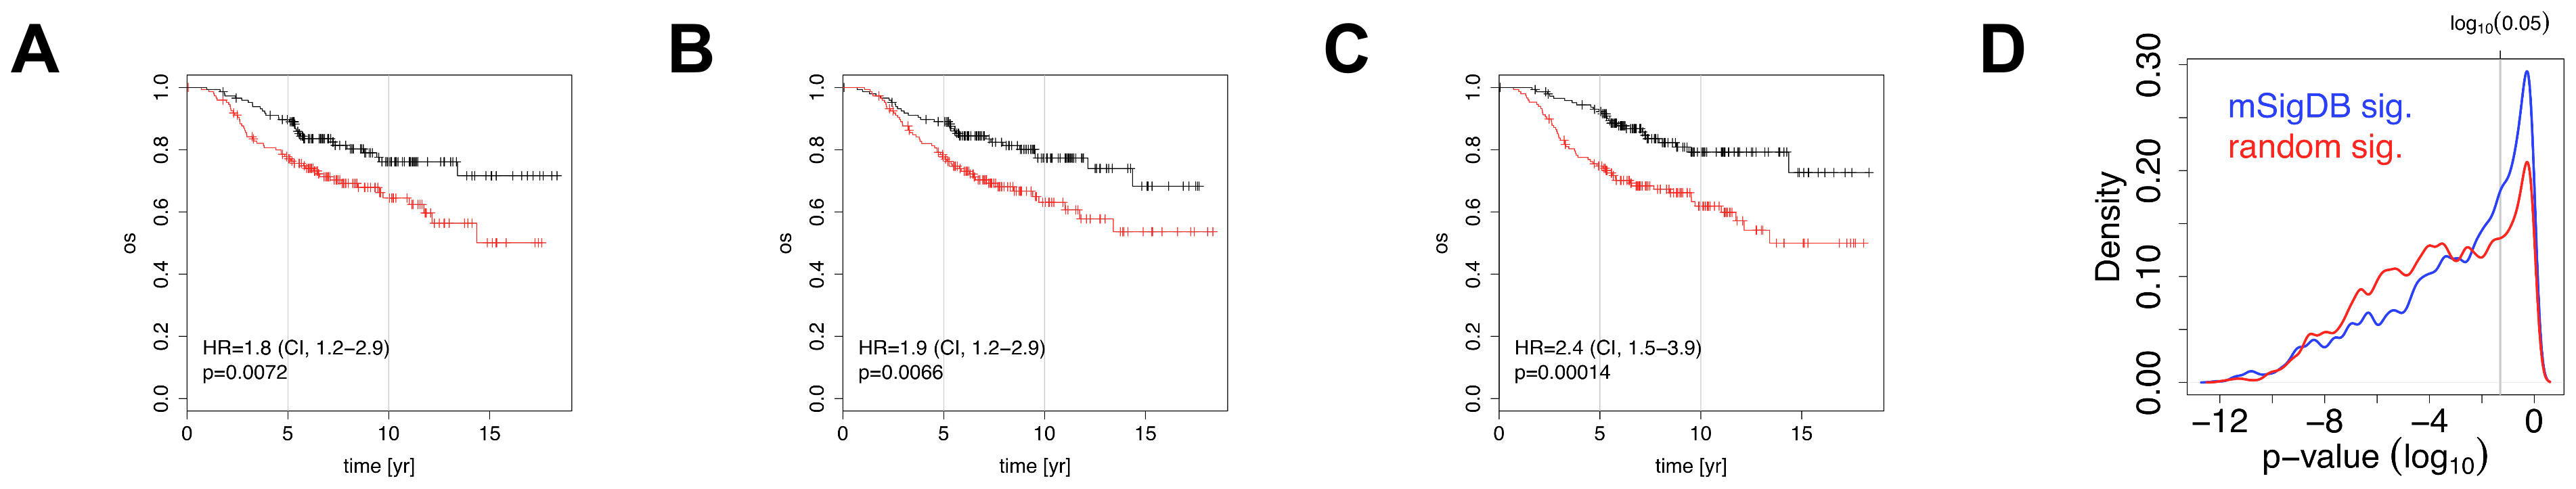 A
1.0
0.8
0.6
0.4
0.2
0.0
os
HR=1.8 (CI, 1.2−2.9)
p=0.0072
0 5 10 15
time [yr]
B
1.0
0.8
0.6
0.4
0.2
0.0
os
HR=1.9 (CI, 1.2−2.9)
p=0.0066
0 5 10 15
time [yr]
C
1.0
0.8
0.6
0.4
0.2
0.0
os
HR=2.4 (CI, 1.5−3.9)
p=0.00014
0 5 10 15
time [yr]
D
log10(0.05)
0.30
0.20
0.10
0.00
Density
mSigDB sig.
random sig.
−12 −8 −4 0
p−value (log10)